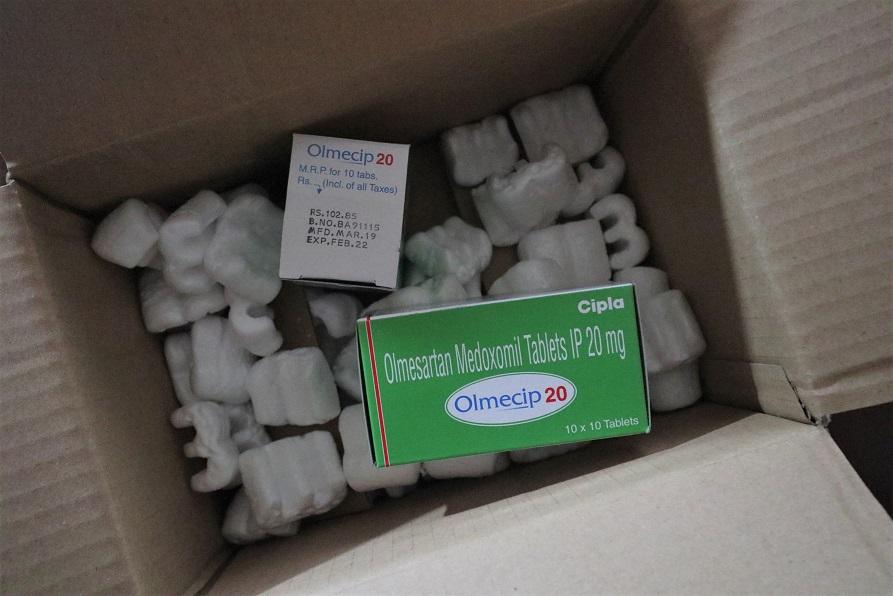 Olmecip 20
M.R.P. for 10 tabs.
Rs. (Incl. of all Taxes)
RS.102.85
B.NO.BA91115
MFD.MAR.19
EXP.FEB.22
Cipla
Olmesartan Medoxomil Tablets IP 20 mg
Olmecip 20
10 x 10 Tablets